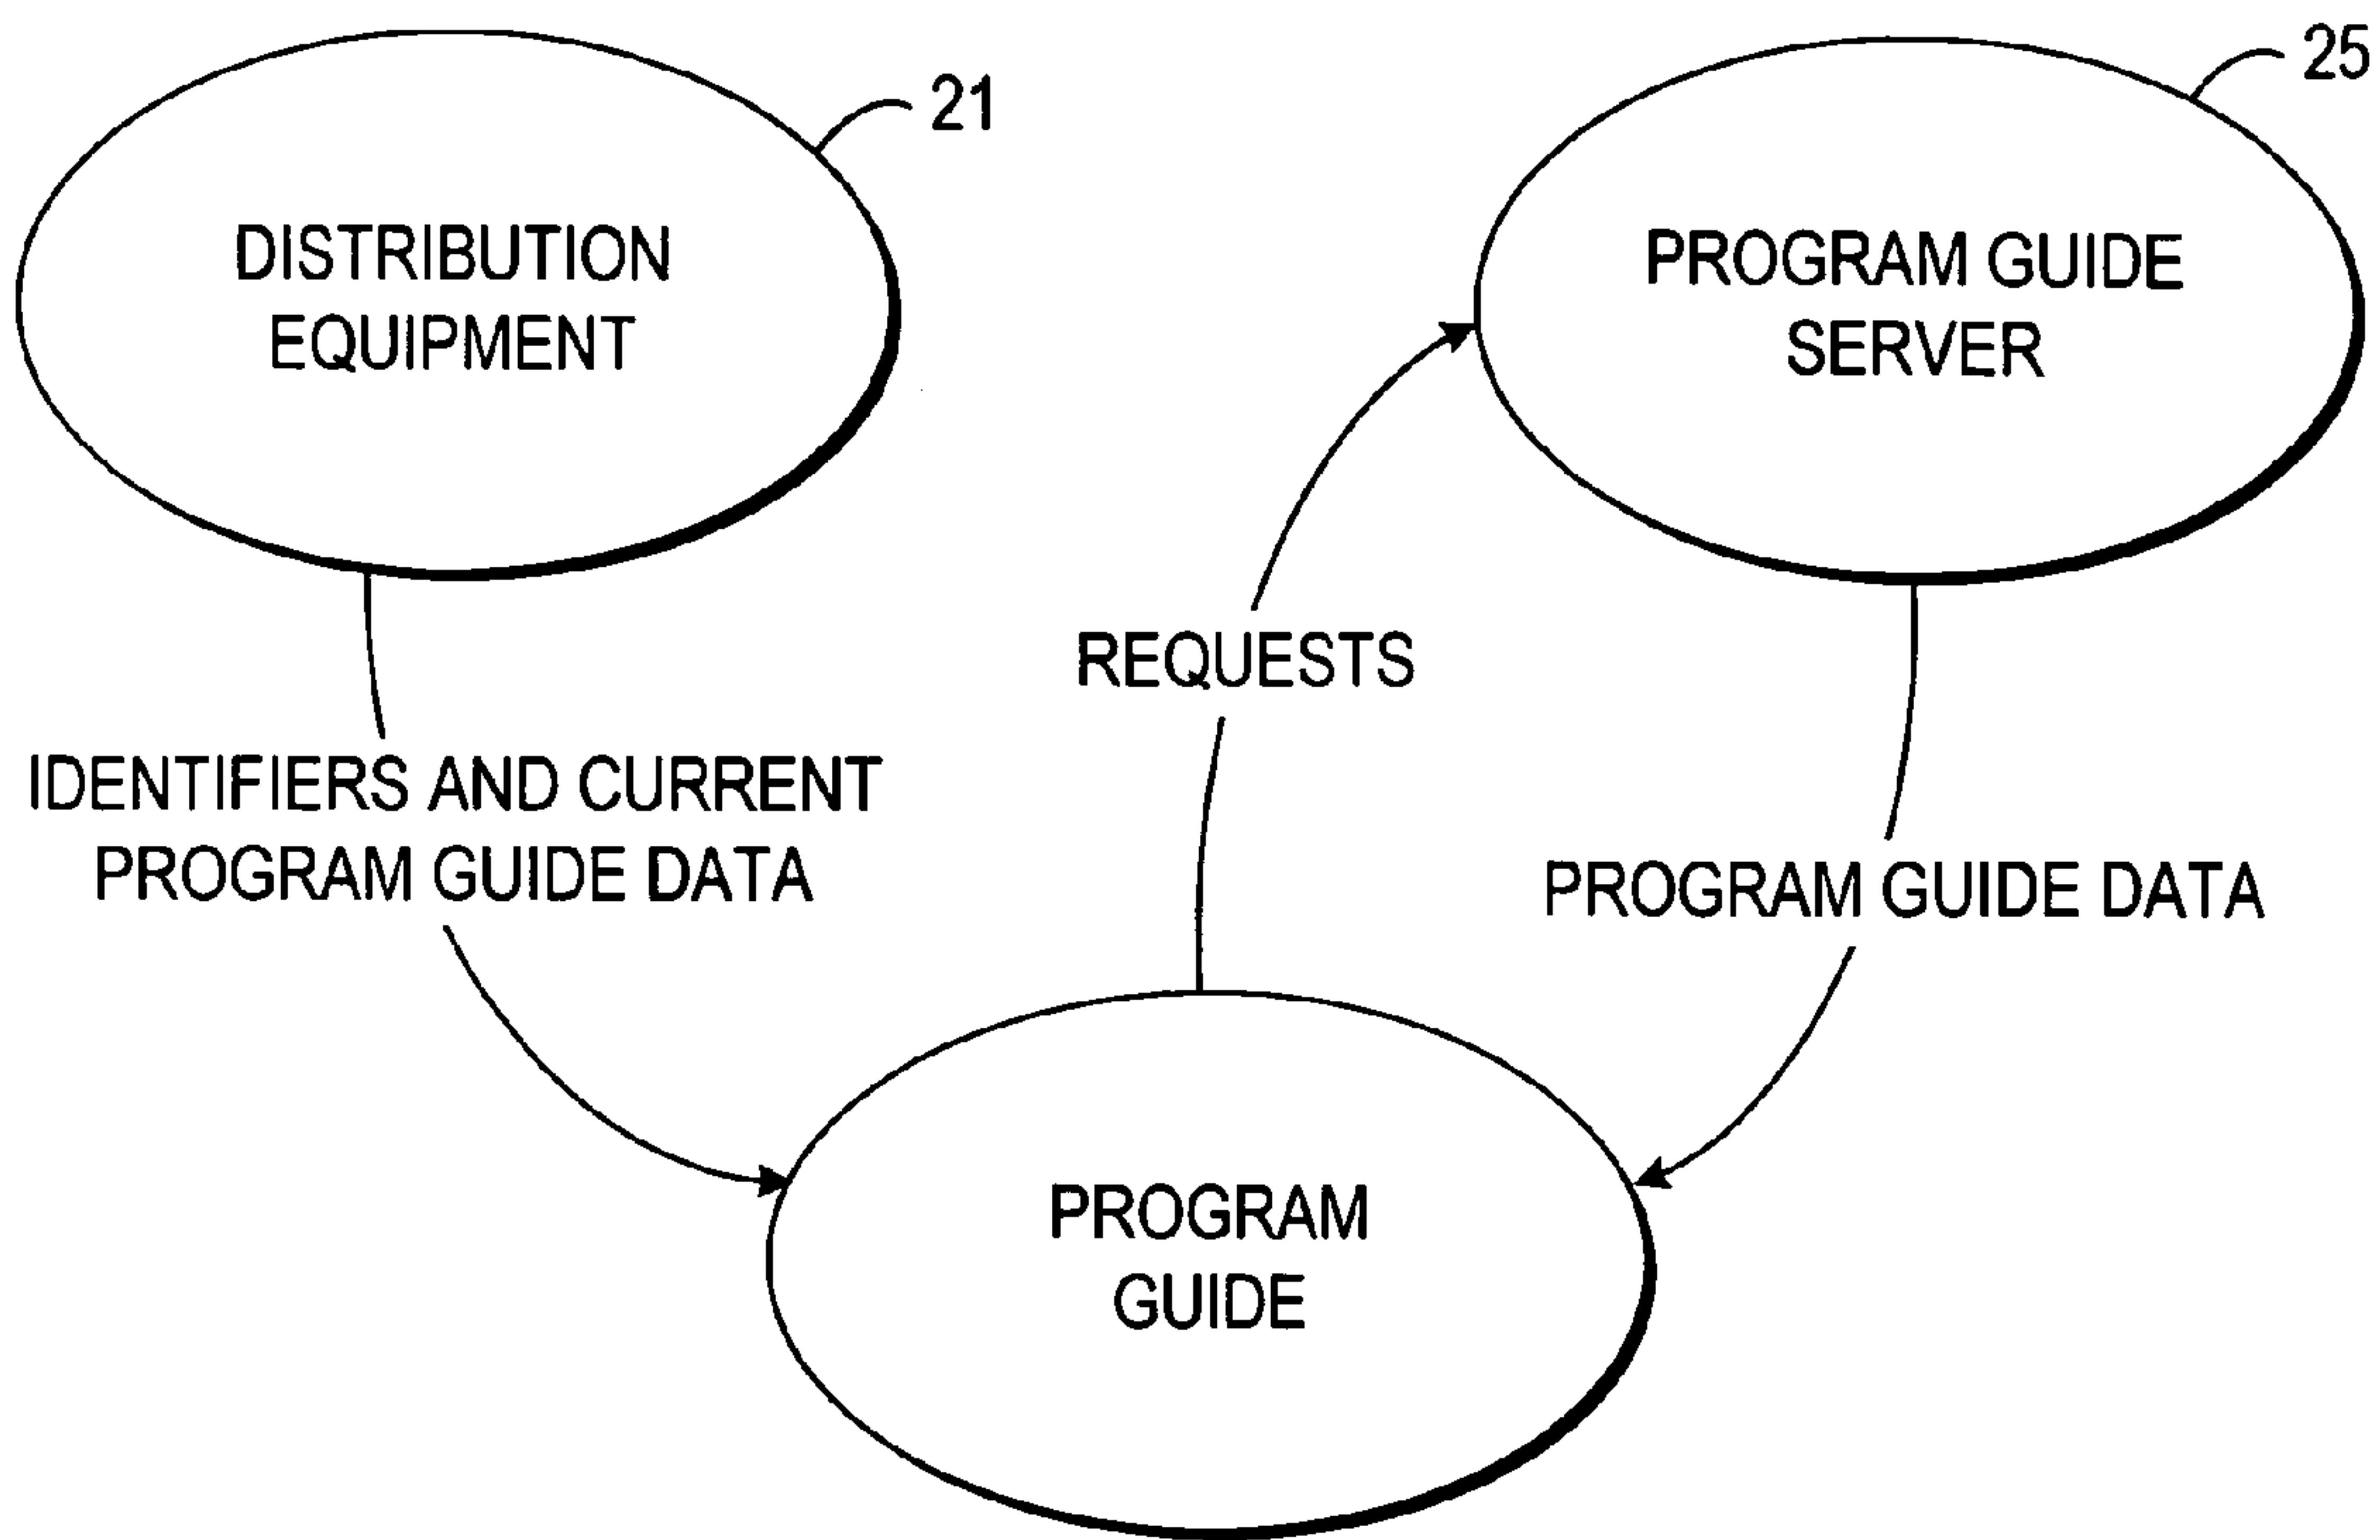 21
25
DISTRIBUTION
EQUIPMENT
PROGRAM GUIDE
SERVER
REQUESTS
IDENTIFIERS AND CURRENT
PROGRAM GUIDE DATA
PROGRAM GUIDE DATA
PROGRAM
GUIDE